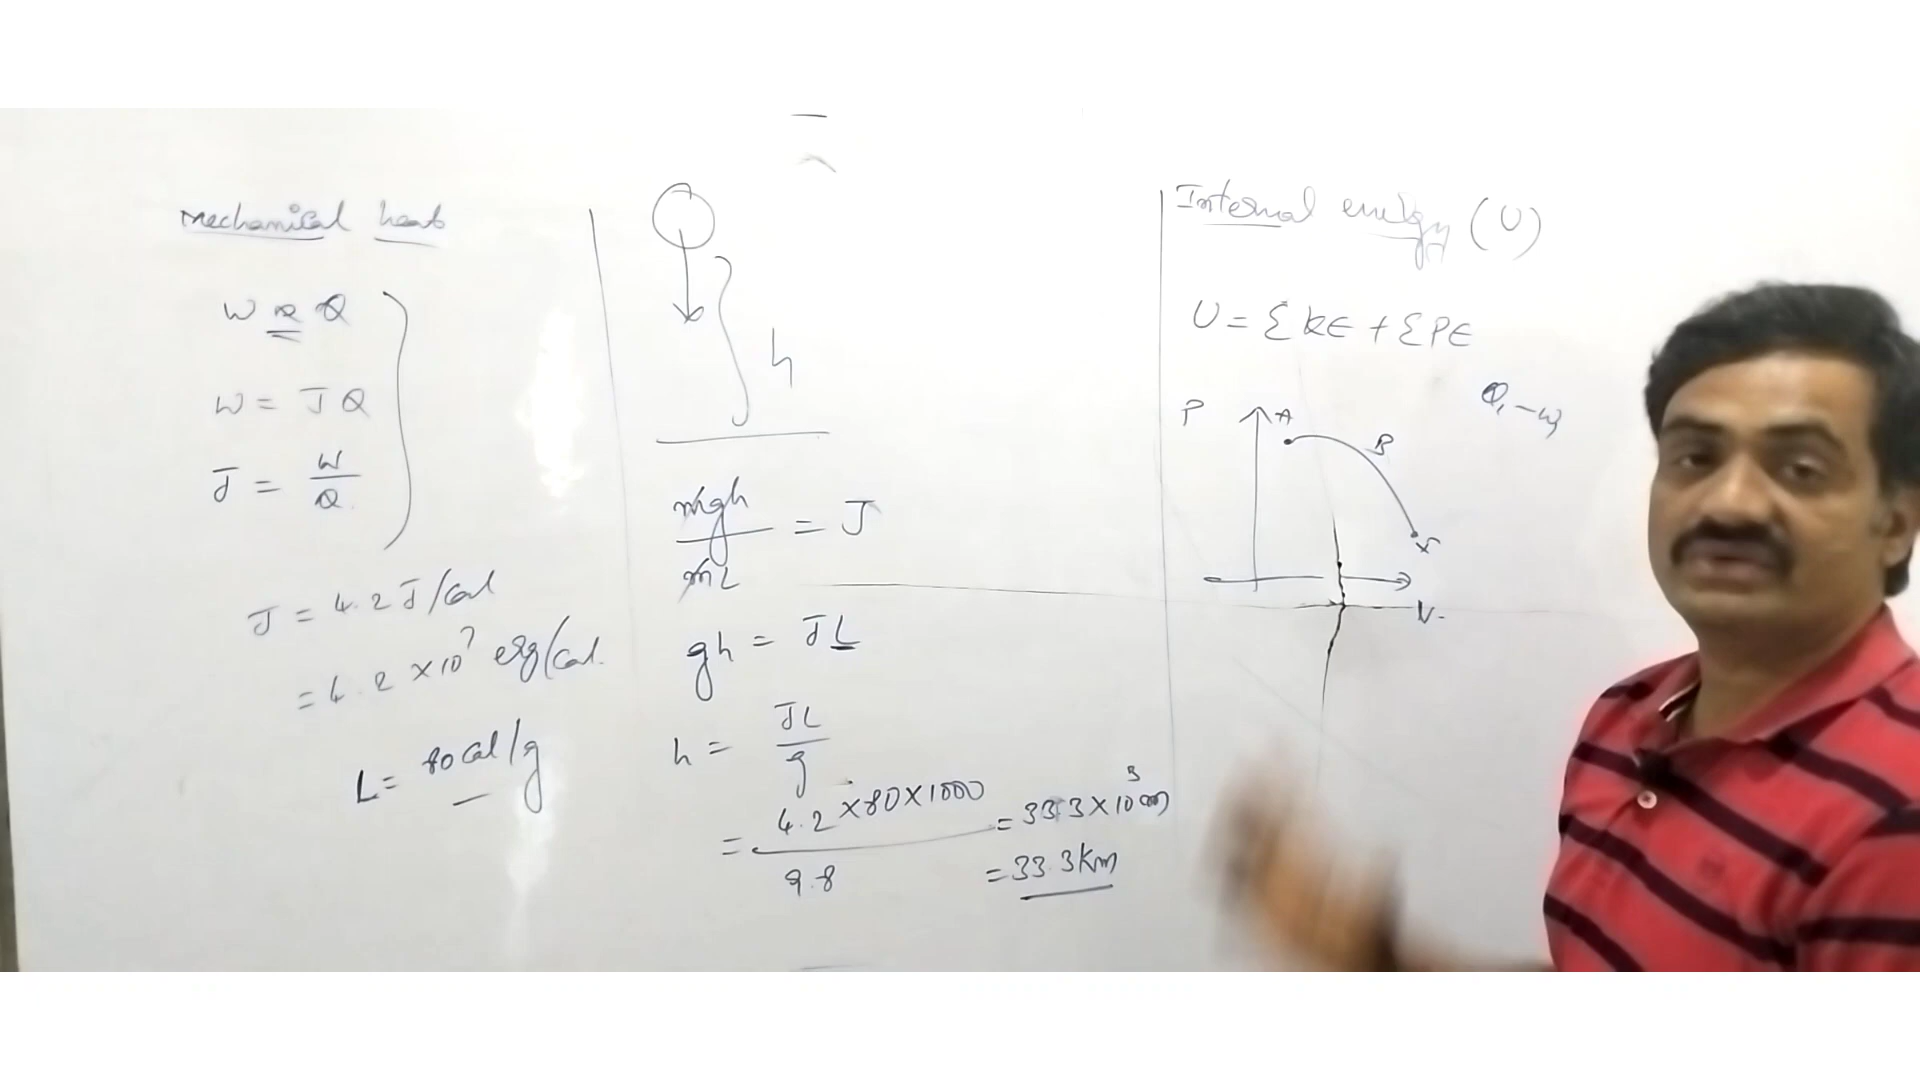 Mechanical heat
W α Q
W = J Q
J = W / Q
J = 4.2 J/Cal
= 4.2 × 10⁷ erg/Cal.
L = 80 cal/g
h
mgh / mL = J
gh = JL
h = JL / g
= 4.2 × 80 × 1000 / 9.8 = 33.3 × 10³ m
= 33.3 Km
Internal energy (U)
U = Σ KE + Σ PE
Q, - W,
P A B
V.